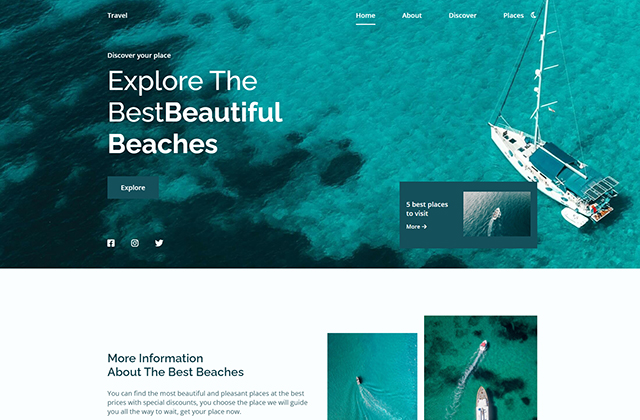 Travel
Home About Discover Places
Discover your place
Explore The
BestBeautiful
Beaches
Explore
5 best places
to visit
More →
More Information
About The Best Beaches
You can find the most beautiful and pleasant places at the best
prices with special discounts, you choose the place we will guide
you all the way to wait, get your place now.